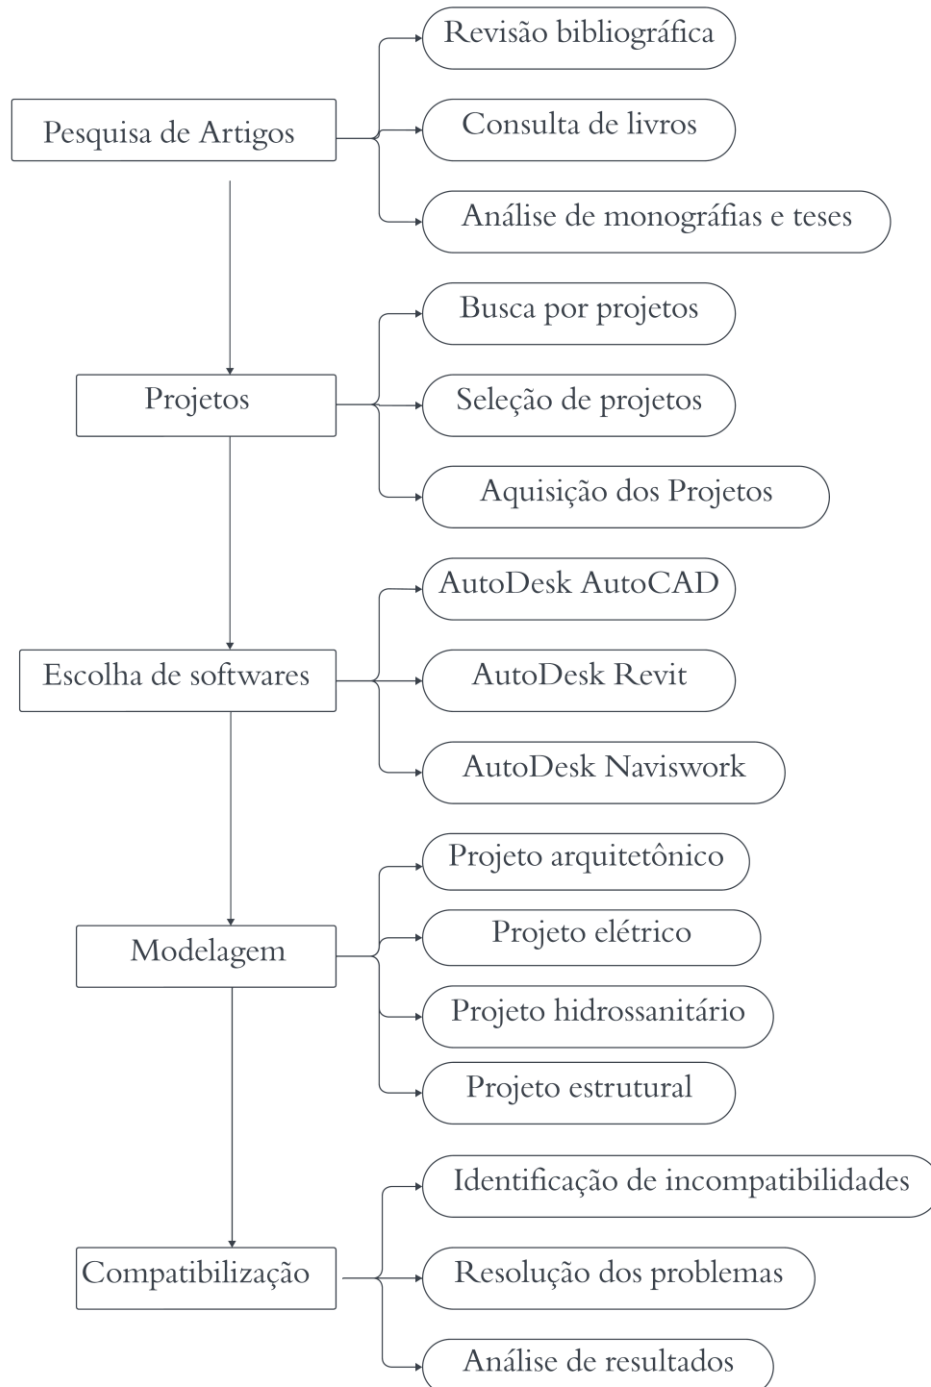 Pesquisa de Artigos
Revisão bibliográfica
Consulta de livros
Análise de monográfias e teses
Projetos
Busca por projetos
Seleção de projetos
Aquisição dos Projetos
Escolha de softwares
AutoDesk AutoCAD
AutoDesk Revit
AutoDesk Naviswork
Modelagem
Projeto arquitetônico
Projeto elétrico
Projeto hidrossanitário
Projeto estrutural
Compatibilização
Identificação de incompatibilidades
Resolução dos problemas
Análise de resultados